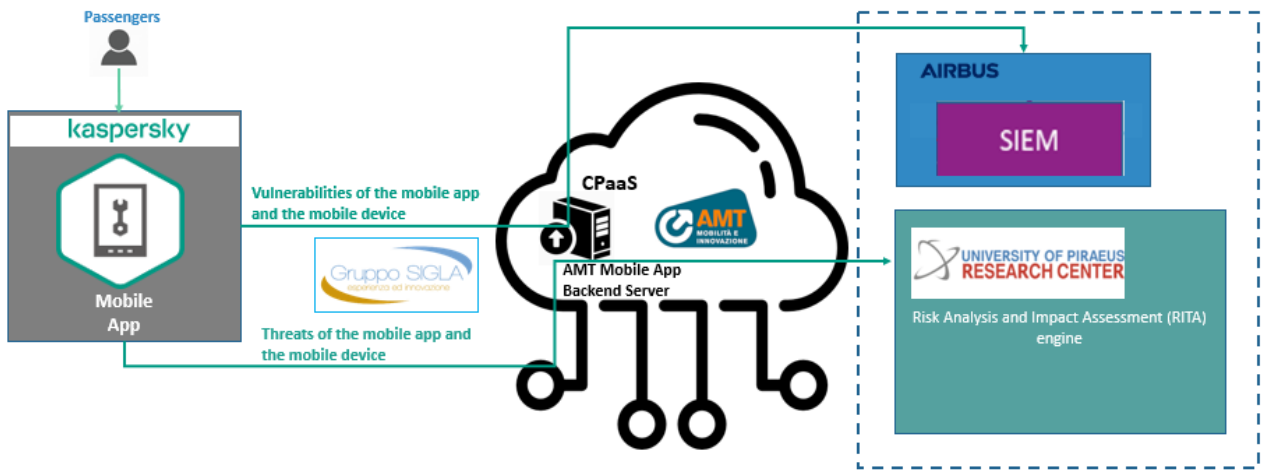 Passengers
kaspersky
Mobile
App
Vulnerabilities of the mobile app
and the mobile device
Gruppo SIGLA
esperienza ed innovazione
Threats of the mobile app and
the mobile device
CPaaS
AMT
MOBILITÀ E
INNOVAZIONE
AMT Mobile App
Backend Server
AIRBUS
SIEM
UNIVERSITY OF PIRAEUS
RESEARCH CENTER
Risk Analysis and Impact Assessment (RITA)
engine